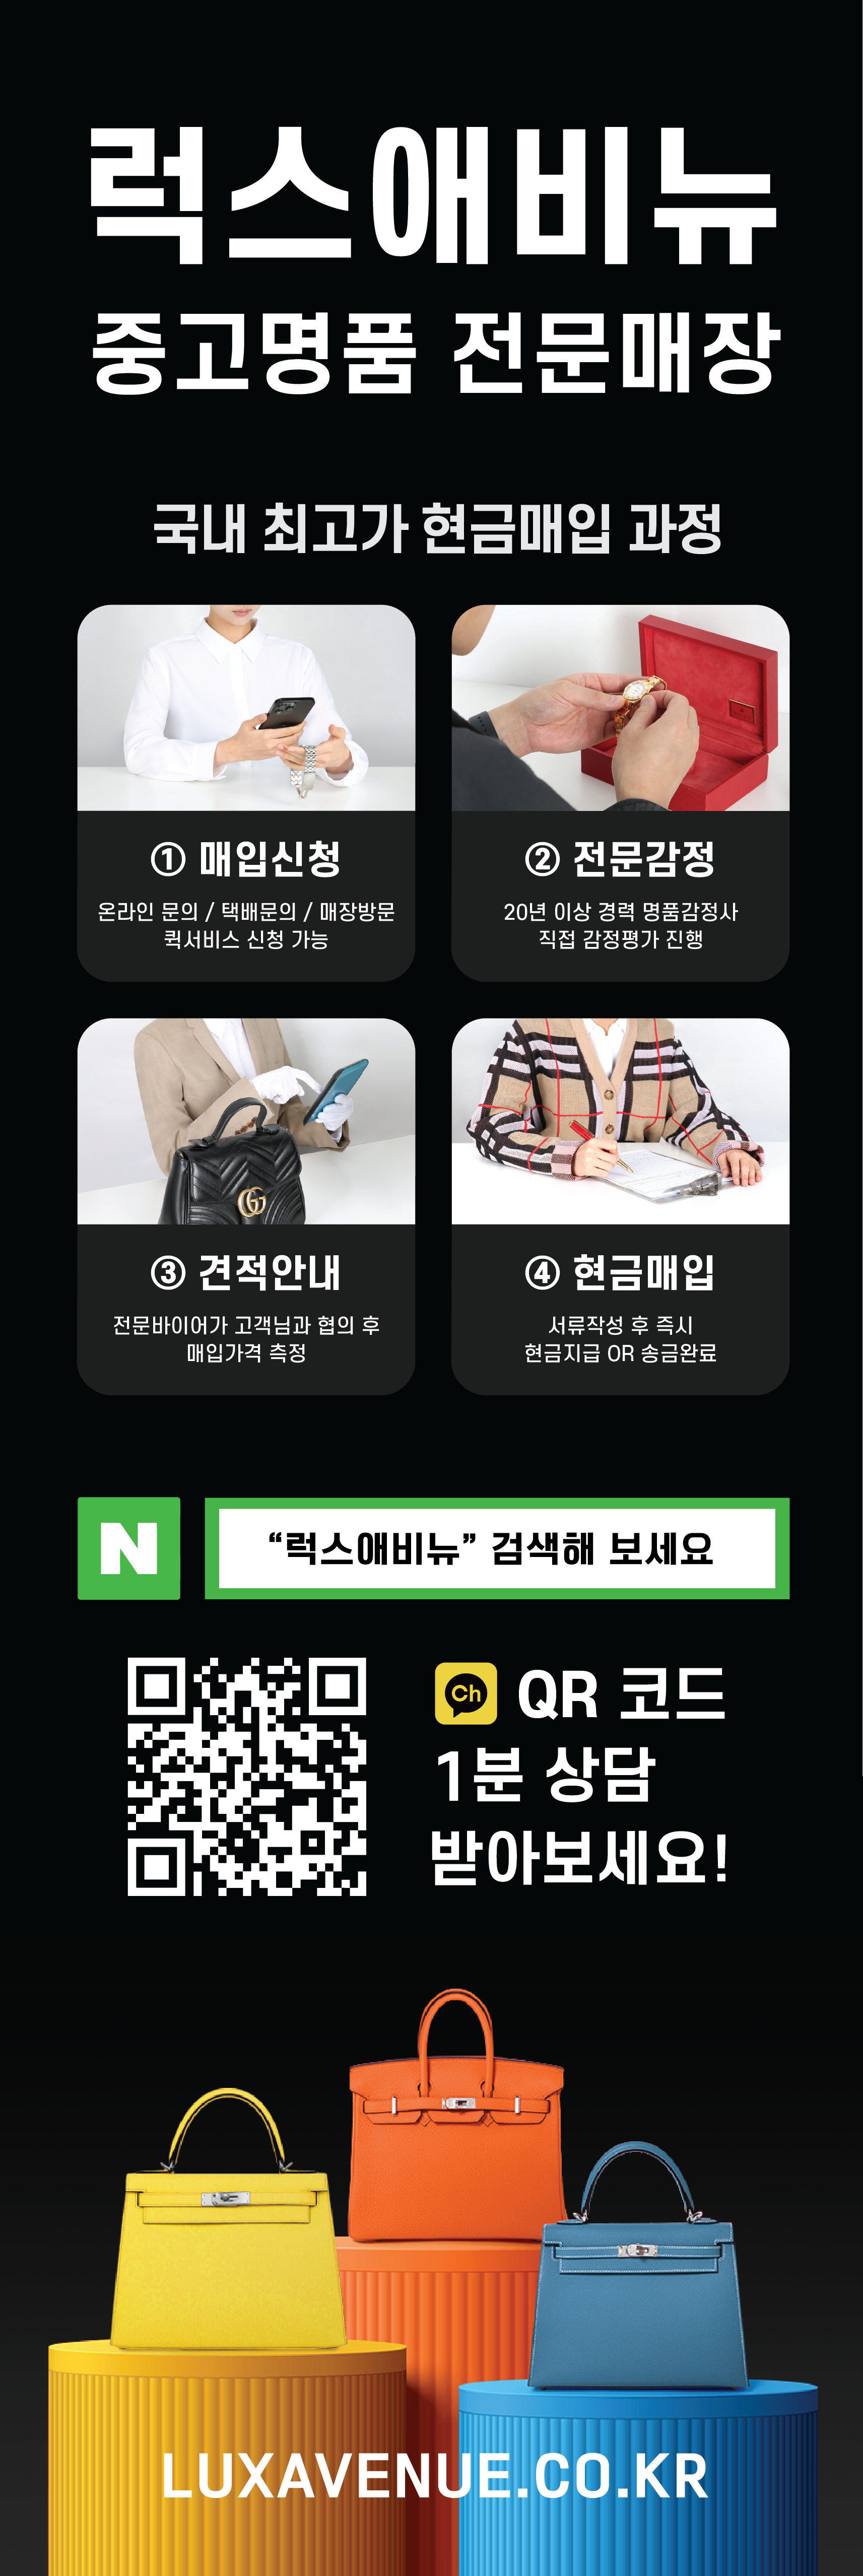 럭스애비뉴
중고명품 전문매장
국내 최고가 현금매입 과정
① 매입신청
온라인 문의 / 택배문의 / 매장방문
퀵서비스 신청 가능
② 전문감정
20년 이상 경력 명품감정사
직접 감정평가 진행
③ 견적안내
전문바이어가 고객님과 협의 후
매입가격 측정
④ 현금매입
서류작성 후 즉시
현금지급 OR 송금완료
N
“럭스애비뉴” 검색해 보세요
Ch QR 코드
1분 상담
받아보세요!
LUXAVENUE.CO.KR